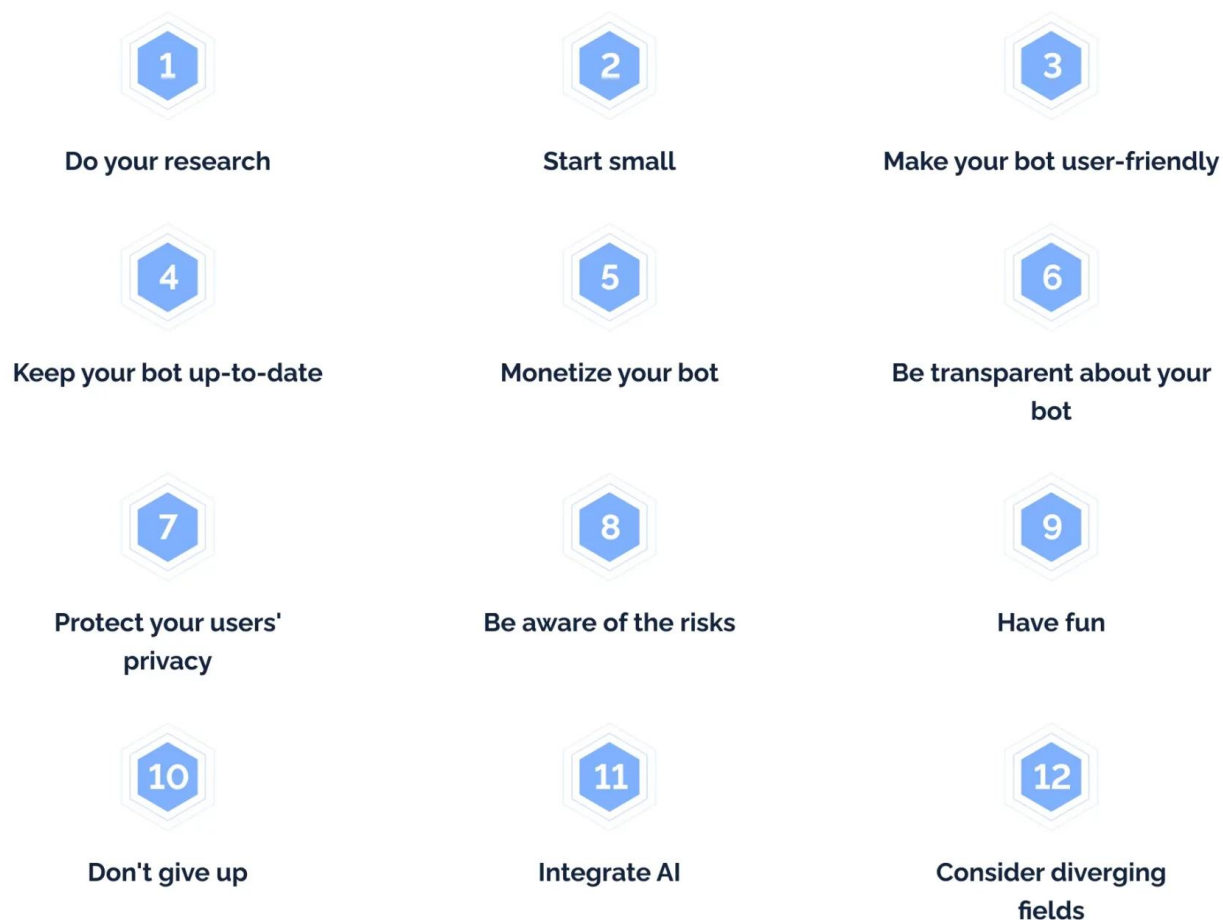 1
Do your research
2
Start small
3
Make your bot user-friendly
4
Keep your bot up-to-date
5
Monetize your bot
6
Be transparent about your
bot
7
Protect your users'
privacy
8
Be aware of the risks
9
Have fun
10
Don't give up
11
Integrate AI
12
Consider diverging
fields